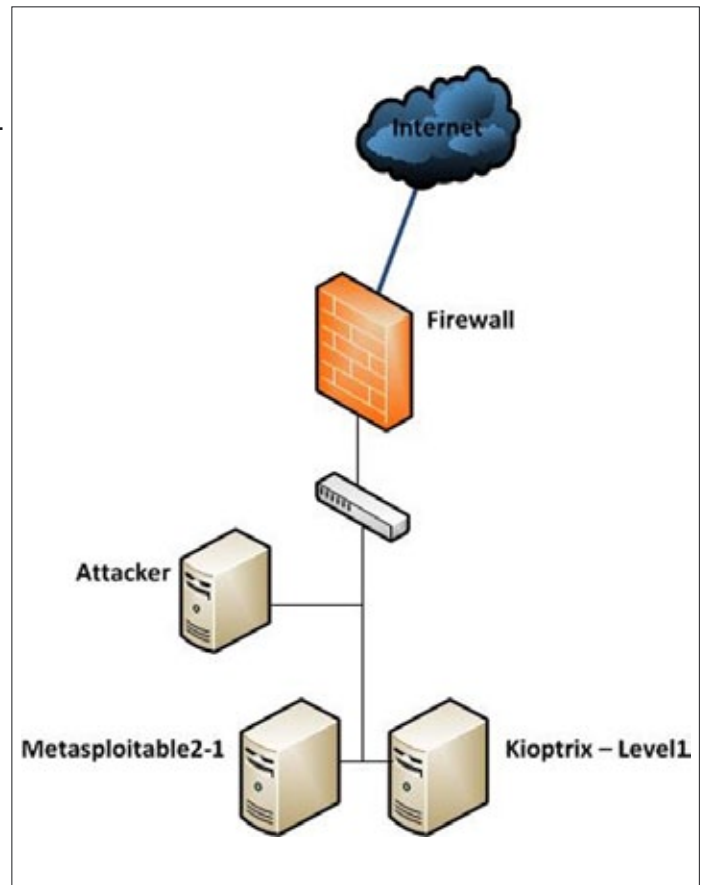 Internet
Firewall
Attacker
Metasploitable2-1
Kioptrix – Level1